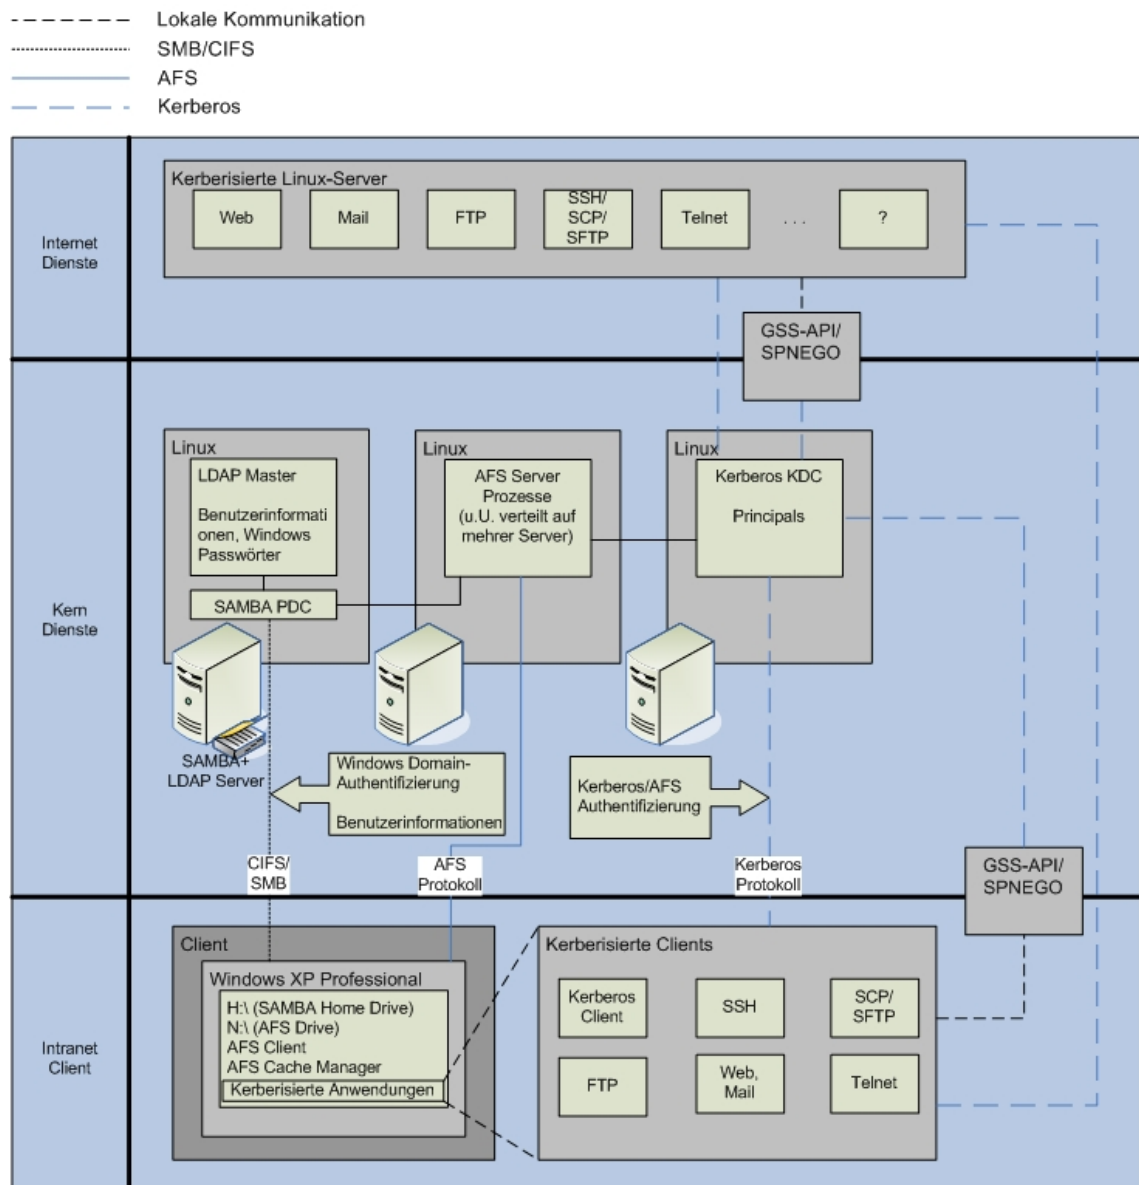 Lokale Kommunikation
SMB/CIFS
AFS
Kerberos
Internet
Dienste
Kerberisierte Linux-Server
Web
Mail
FTP
SSH/
SCP/
SFTP
Telnet
. . .
?
GSS-API/
SPNEGO
Kern
Dienste
Linux
LDAP Master
Benutzerinformati
onen, Windows
Passwörter
SAMBA PDC
SAMBA+
LDAP Server
Linux
AFS Server
Prozesse
(u.U. verteilt auf
mehrer Server)
Linux
Kerberos KDC
Principals
Windows Domain-
Authentifizierung
Benutzerinformationen
Kerberos/AFS
Authentifizierung
CIFS/
SMB
AFS
Protokoll
Kerberos
Protokoll
GSS-API/
SPNEGO
Intranet
Client
Client
Windows XP Professional
H:\ (SAMBA Home Drive)
N:\ (AFS Drive)
AFS Client
AFS Cache Manager
Kerberisierte Anwendungen
Kerberisierte Clients
Kerberos
Client
SSH
SCP/
SFTP
FTP
Web,
Mail
Telnet